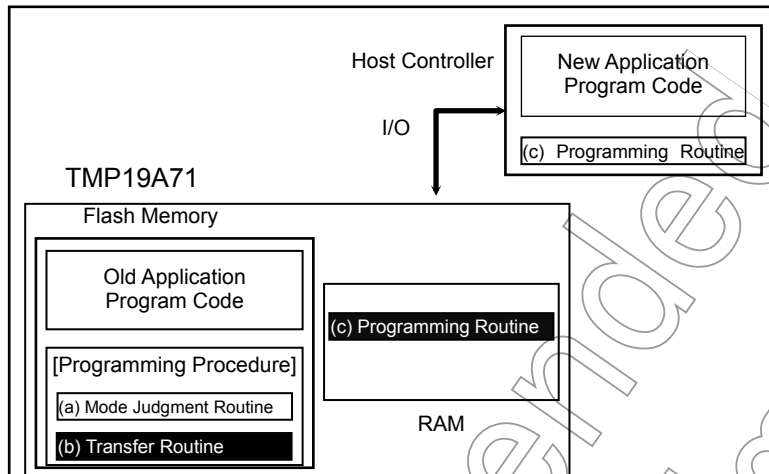 Host Controller
New Application
Program Code
I/O
(c) Programming Routine
TMP19A71
Flash Memory
Old Application
Program Code
(c) Programming Routine
[Programming Procedure]
(a) Mode Judgment Routine
RAM
(b) Transfer Routine